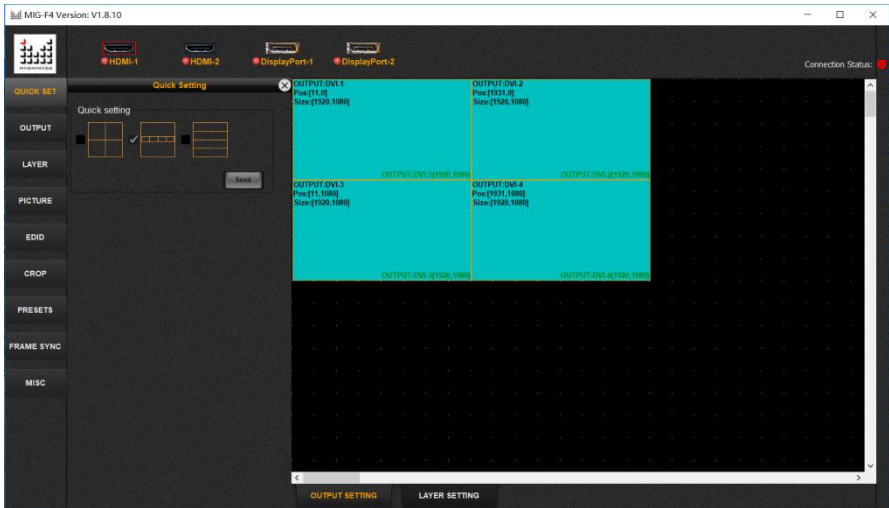 MIG-F4 Version: V1.8.10
HDMI-1
HDMI-2
DisplayPort-1
DisplayPort-2
MAGNIMAGE
Connection Status:
QUICK SET
Quick Setting
Quick setting
Send
OUTPUT
LAYER
PICTURE
EDID
CROP
PRESETS
FRAME SYNC
MISC
OUTPUT:DVI-1
Pos:[11,0]
Size:[1920,1080]
OUTPUT:DVI-1(1920,1080)
OUTPUT:DVI-2
Pos:[1931,0]
Size:[1920,1080]
OUTPUT:DVI-2(1920,1080)
OUTPUT:DVI-3
Pos:[11,1080]
Size:[1920,1080]
OUTPUT:DVI-3(1920,1080)
OUTPUT:DVI-4
Pos:[1931,1080]
Size:[1920,1080]
OUTPUT:DVI-4(1920,1080)
OUTPUT SETTING
LAYER SETTING